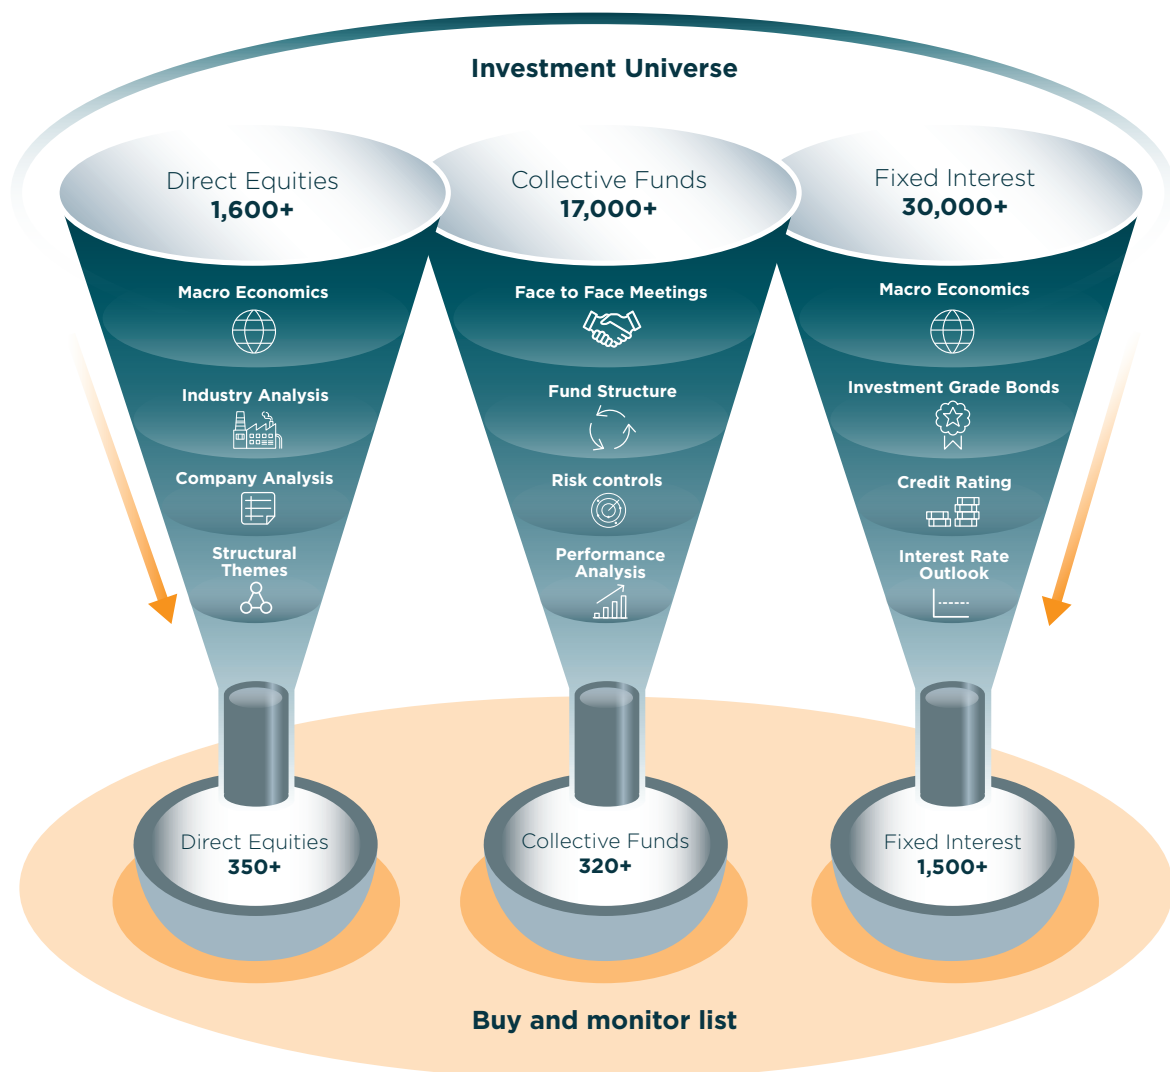 Investment Universe
Direct Equities
1,600+
Macro Economics
Industry Analysis
Company Analysis
Structural
Themes
Direct Equities
350+
Collective Funds
17,000+
Face to Face Meetings
Fund Structure
Risk controls
Performance
Analysis
Collective Funds
320+
Fixed Interest
30,000+
Macro Economics
Investment Grade Bonds
Credit Rating
Interest Rate
Outlook
Fixed Interest
1,500+
Buy and monitor list